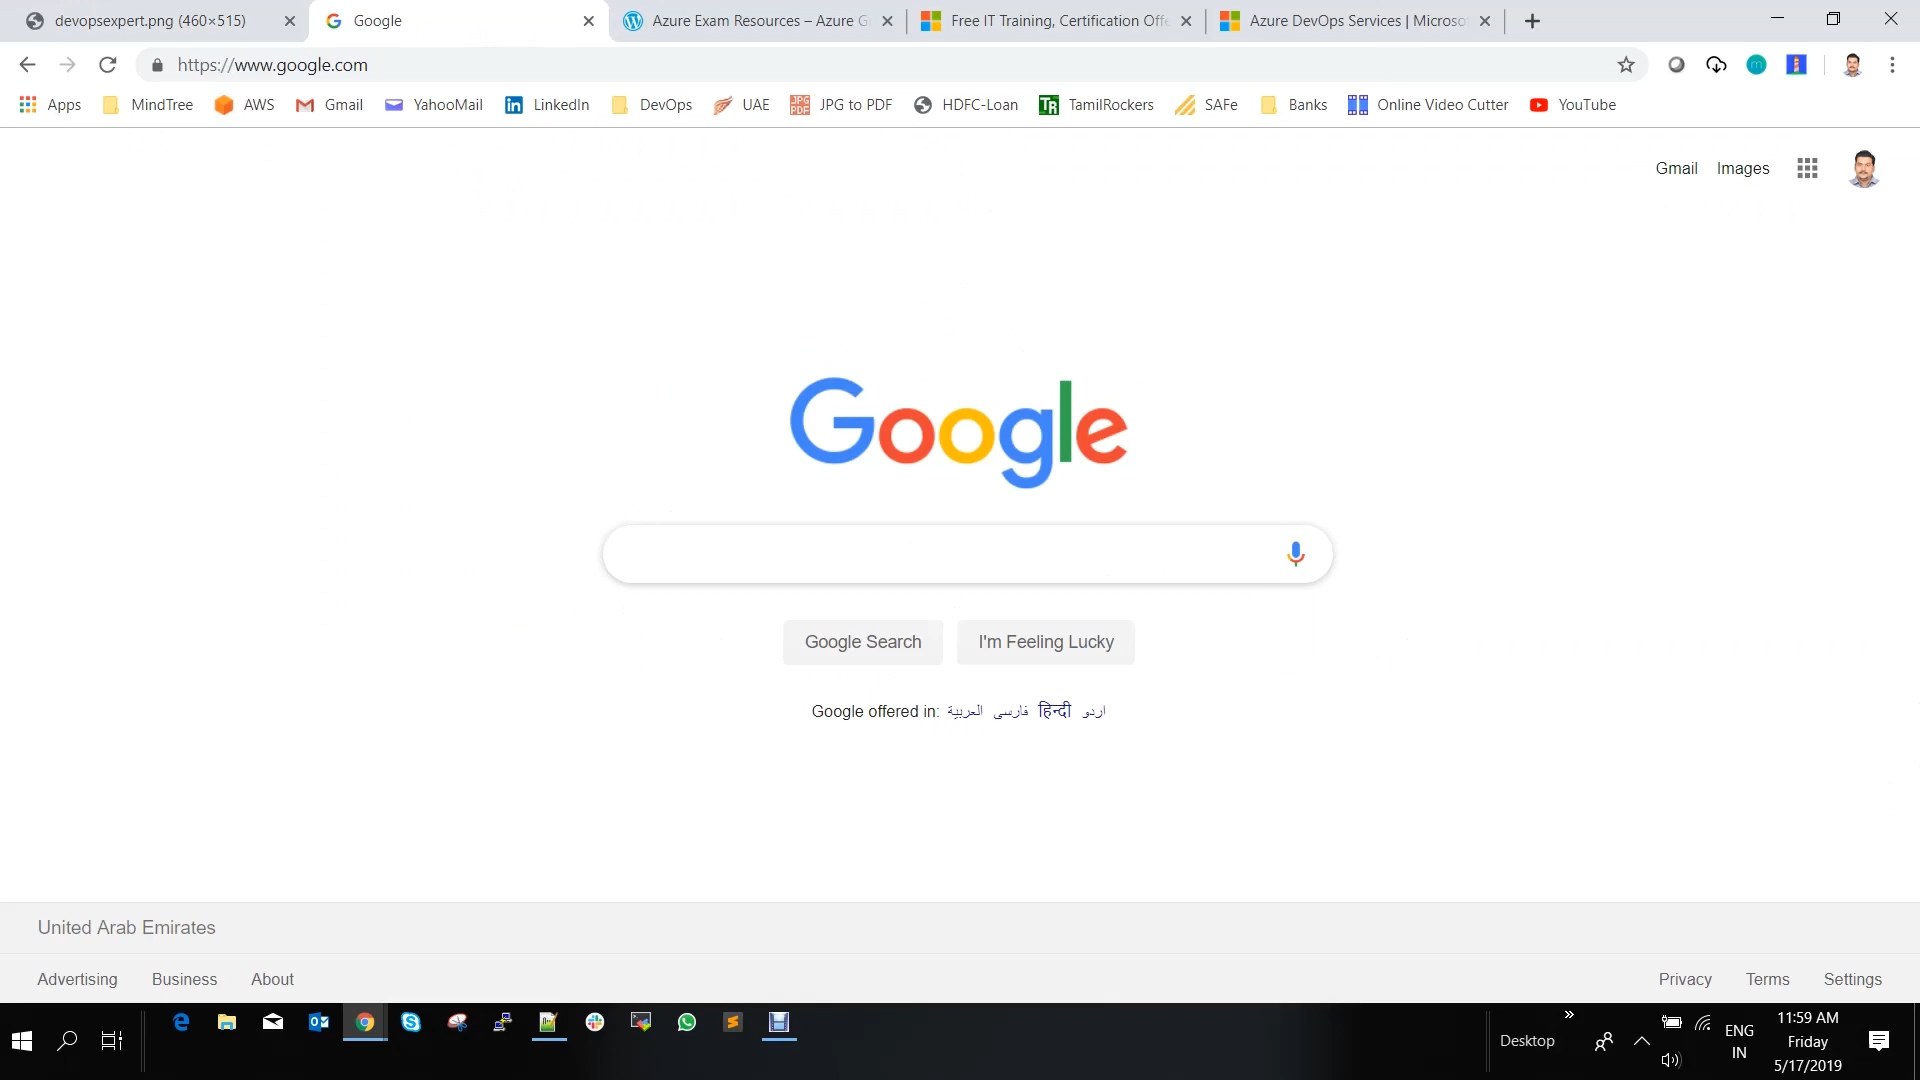 devopsexpert.png (460×515)
Google
Azure Exam Resources – Azure G
Free IT Training, Certification Offe
Azure DevOps Services | Microso
https://www.google.com
Apps MindTree AWS Gmail YahooMail LinkedIn DevOps UAE JPG to PDF HDFC-Loan TamilRockers SAFe Banks Online Video Cutter YouTube
Gmail Images
Google
Google Search I'm Feeling Lucky
Google offered in: العربية فارسی हिन्दी اردو
United Arab Emirates
Advertising Business About
Privacy Terms Settings
Desktop
ENG
IN
11:59 AM
Friday
5/17/2019